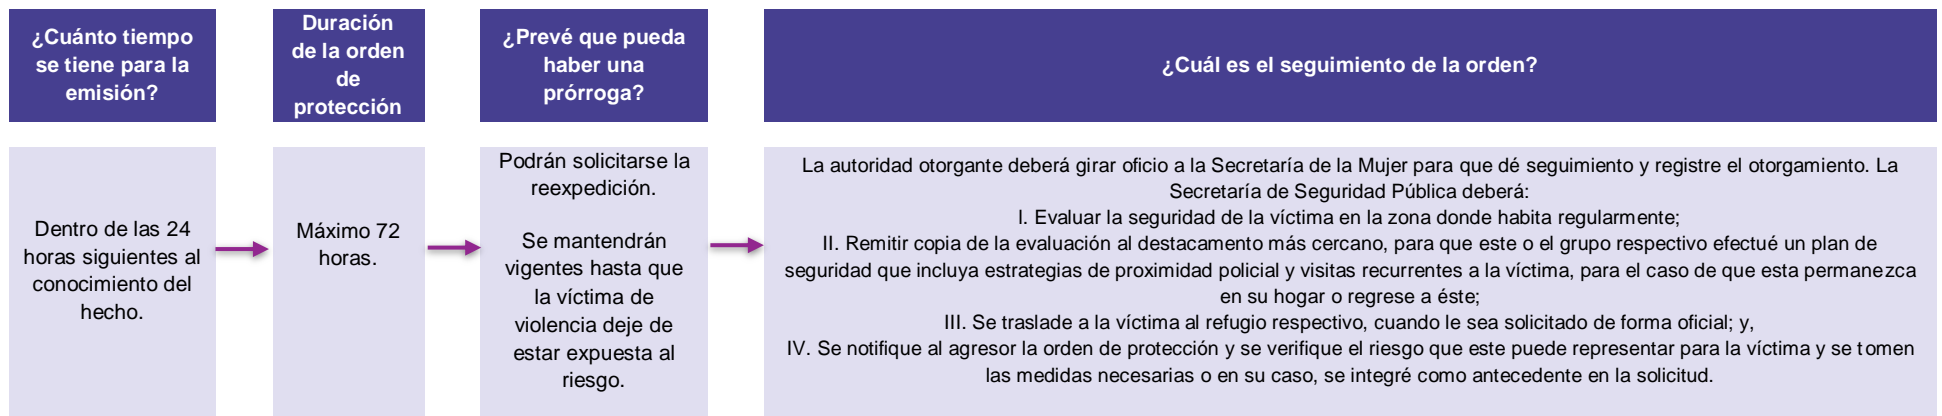 ¿Cuánto tiempo
se tiene para la
emisión?
Duración
de la orden
de
protección
¿Prevé que pueda
haber una
prórroga?
¿Cuál es el seguimiento de la orden?
Dentro de las 24
horas siguientes al
conocimiento del
hecho.
Máximo 72
horas.
Podrán solicitarse la
reexpedición.
Se mantendrán
vigentes hasta que
la víctima de
violencia deje de
estar expuesta al
riesgo.
La autoridad otorgante deberá girar oficio a la Secretaría de la Mujer para que dé seguimiento y registre el otorgamiento. La
Secretaría de Seguridad Pública deberá:
I. Evaluar la seguridad de la víctima en la zona donde habita regularmente;
II. Remitir copia de la evaluación al destacamento más cercano, para que este o el grupo respectivo efectué un plan de
seguridad que incluya estrategias de proximidad policial y visitas recurrentes a la víctima, para el caso de que esta permanezca
en su hogar o regrese a éste;
III. Se traslade a la víctima al refugio respectivo, cuando le sea solicitado de forma oficial; y,
IV. Se notifique al agresor la orden de protección y se verifique el riesgo que este puede representar para la víctima y se tomen
las medidas necesarias o en su caso, se integré como antecedente en la solicitud.